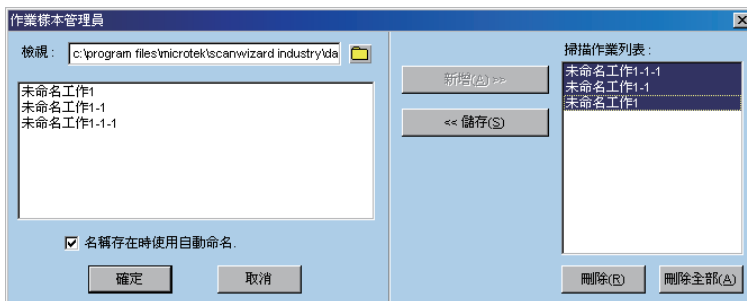 作業樣本管理員
檢視：
c:\program files\microtek\scanwizard industry\da
未命名工作1
未命名工作1-1
未命名工作1-1-1
名稱存在時使用自動命名.
確定
取消
新增(A) >>
<< 儲存(S)
掃描作業列表：
未命名工作1-1-1
未命名工作1-1
未命名工作1
刪除(R)
刪除全部(A)